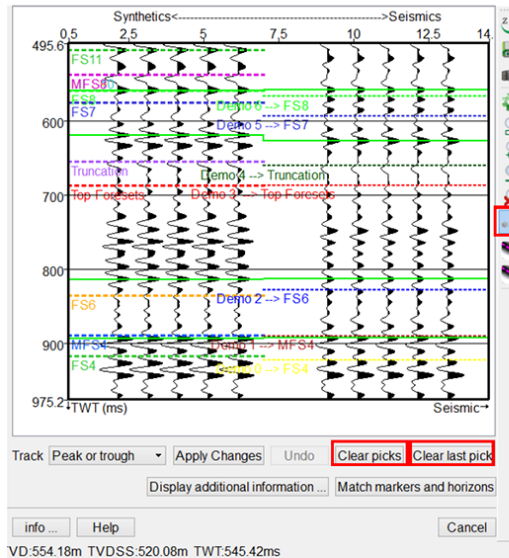 Synthetics<------------------------------------>Seismics
0,5 2,5 5 7,5 10 12,5 14.
495.6
FS11
MFS8
FS8
Demo 6 --> FS8
FS7
600
Demo 5 --> FS7
Truncation
Demo 4 --> Truncation
Top Foresets
Demo 3 --> Top Foresets
700
800
FS6
Demo 2 --> FS6
900
MFS4
Demo 1 --> MFS4
FS4
Demo 0 --> FS4
975.2
TWT (ms)
Seismic
Track Peak or trough Apply Changes Undo Clear picks Clear last pick
Display additional information ... Match markers and horizons
info ... Help Cancel
VD:554.18m TVDSS:520.08m TWT:545.42ms